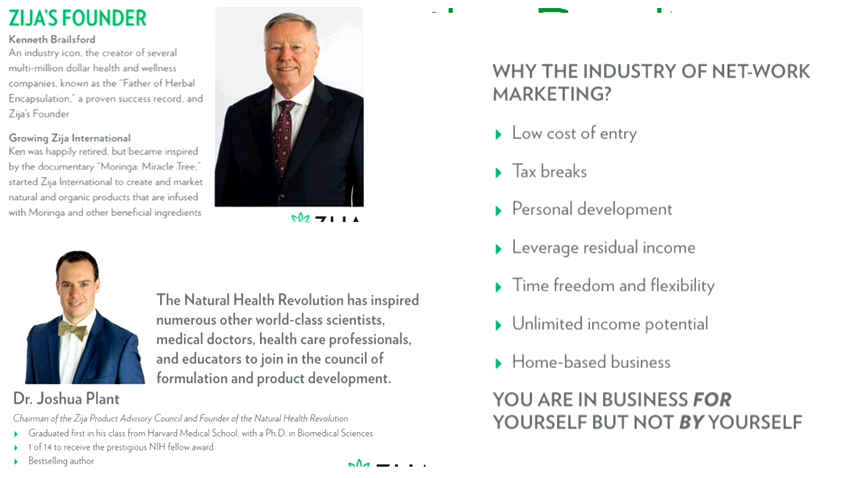 ZIJA'S FOUNDER
Kenneth Brailsford
An industry icon, the creator of several
multi-million dollar health and wellness
companies, known as the "Father of Herbal
Encapsulation," a proven success record, and
Zija's Founder
Growing Zija International
Ken was happily retired, but became inspired
by the documentary "Moringa: Miracle Tree;"
started Zija International to create and market
natural and organic products that are infused
with Moringa and other beneficial ingredients
ZIJA
The Natural Health Revolution has inspired
numerous other world-class scientists,
medical doctors, health care professionals,
and educators to join in the council of
formulation and product development.
Dr. Joshua Plant
Chairman of the Zija Product Advisory Council and Founder of the Natural Health Revolution
Graduated first in his class from Harvard Medical School, with a Ph.D. in Biomedical Sciences
1 of 14 to receive the prestigious NIH fellow award
Bestselling author
WHY THE INDUSTRY OF NET-WORK
MARKETING?
Low cost of entry
Tax breaks
Personal development
Leverage residual income
Time freedom and flexibility
Unlimited income potential
Home-based business
YOU ARE IN BUSINESS FOR
YOURSELF BUT NOT BY YOURSELF